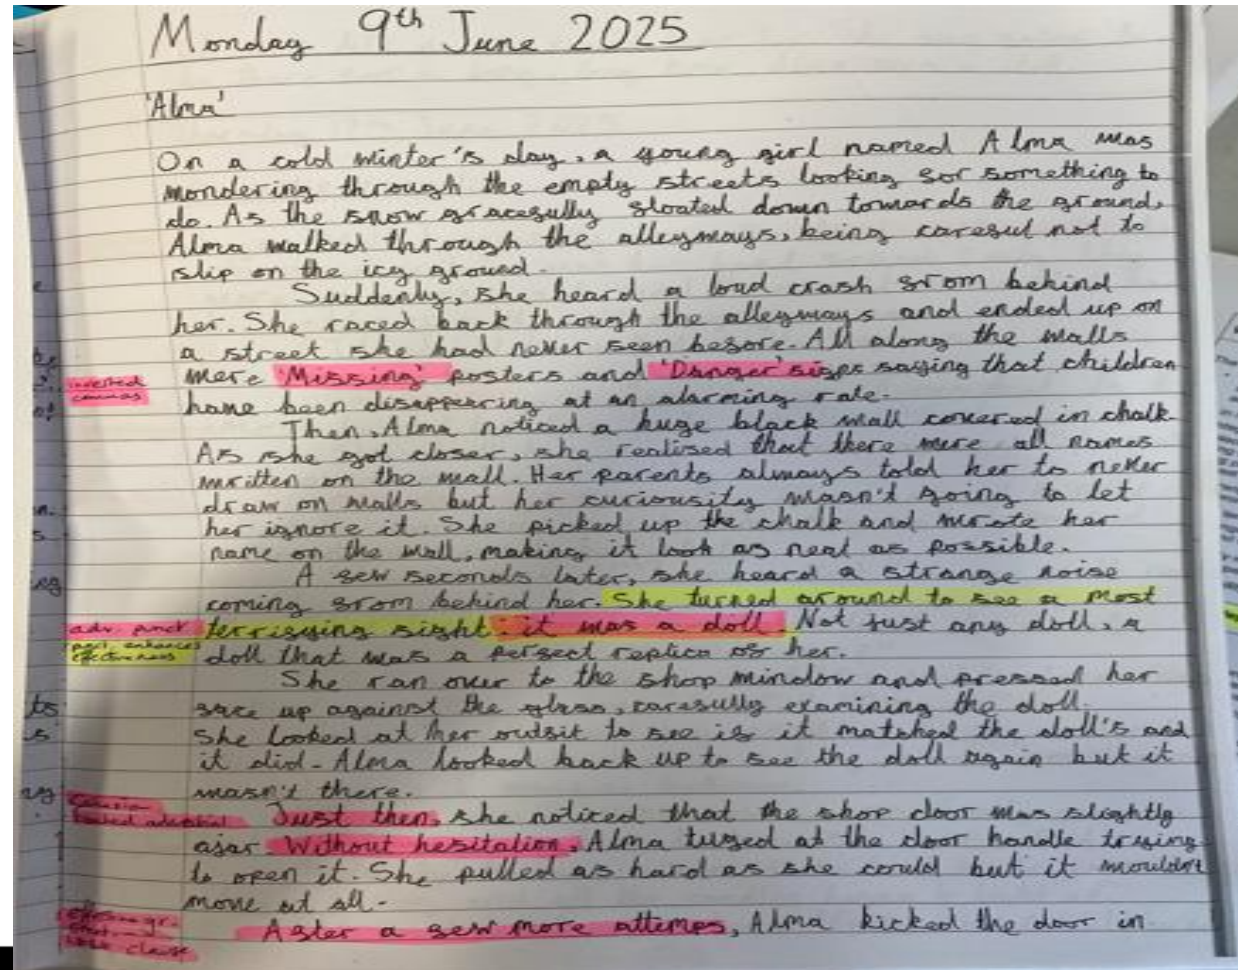 Monday 9th June 2025
'Alma'
On a cold winter's day, a young girl named Alma was
wondering through the empty streets looking for something to
do. As the snow gracefully floated down towards the ground,
Alma walked through the alleyways, being careful not to
slip on the icy ground.
Suddenly, she heard a loud crash from behind
her. She raced back through the alleyways and ended up on
a street she had never seen before. All along the walls
inverted
commas
were 'Missing' posters and 'Danger' signs saying that children
have been disappearing at an alarming rate.
Then, Alma noticed a huge black wall covered in chalk
As she got closer, she realised that there were all names
written on the wall. Her parents always told her to never
draw on walls but her curiousity wasn't going to let
her ignore it. She picked up the chalk and wrote her
name on the wall, making it look as neat as possible.
A few seconds later, she heard a strange noise
coming from behind her. She turned around to see a most
adv. punct
effectiveness
terrifying sight: it was a doll. Not just any doll, a
doll that was a perfect replica of her.
She ran over to the shop window and pressed her
face up against the glass, carefully examining the doll.
She looked at her outfit to see if it matched the doll's and
it did. Alma looked back up to see the doll again but it
wasn't there.
fronted adverbial
Just then, she noticed that the shop door was slightly
ajar. Without hesitation, Alma tuged at the door handle trying
to open it. She pulled as hard as she could but it wouldn't
move at all.
clause
After a few more attemps, Alma kicked the door in